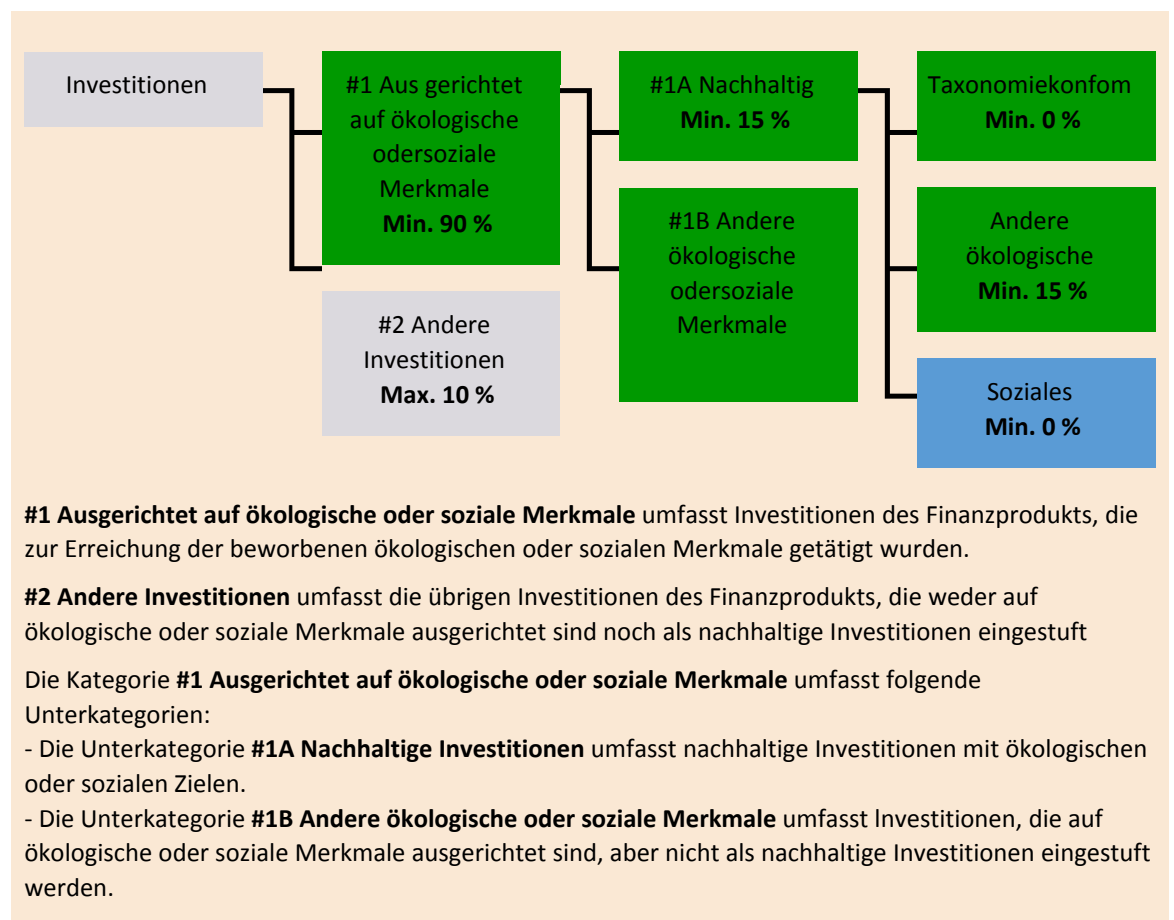 Investitionen
#1 Aus gerichtet
auf ökologische
odersoziale
Merkmale
Min. 90 %
#2 Andere
Investitionen
Max. 10 %
#1A Nachhaltig
Min. 15 %
#1B Andere
ökologische
odersoziale
Merkmale
Taxonomiekonfom
Min. 0 %
Andere
ökologische
Min. 15 %
Soziales
Min. 0 %
#1 Ausgerichtet auf ökologische oder soziale Merkmale umfasst Investitionen des Finanzprodukts, die
zur Erreichung der beworbenen ökologischen oder sozialen Merkmale getätigt wurden.
#2 Andere Investitionen umfasst die übrigen Investitionen des Finanzprodukts, die weder auf
ökologische oder soziale Merkmale ausgerichtet sind noch als nachhaltige Investitionen eingestuft
Die Kategorie #1 Ausgerichtet auf ökologische oder soziale Merkmale umfasst folgende
Unterkategorien:
- Die Unterkategorie #1A Nachhaltige Investitionen umfasst nachhaltige Investitionen mit ökologischen
oder sozialen Zielen.
- Die Unterkategorie #1B Andere ökologische oder soziale Merkmale umfasst lnvestitionen, die auf
ökologische oder soziale Merkmale ausgerichtet sind, aber nicht als nachhaltige Investitionen eingestuft
werden.